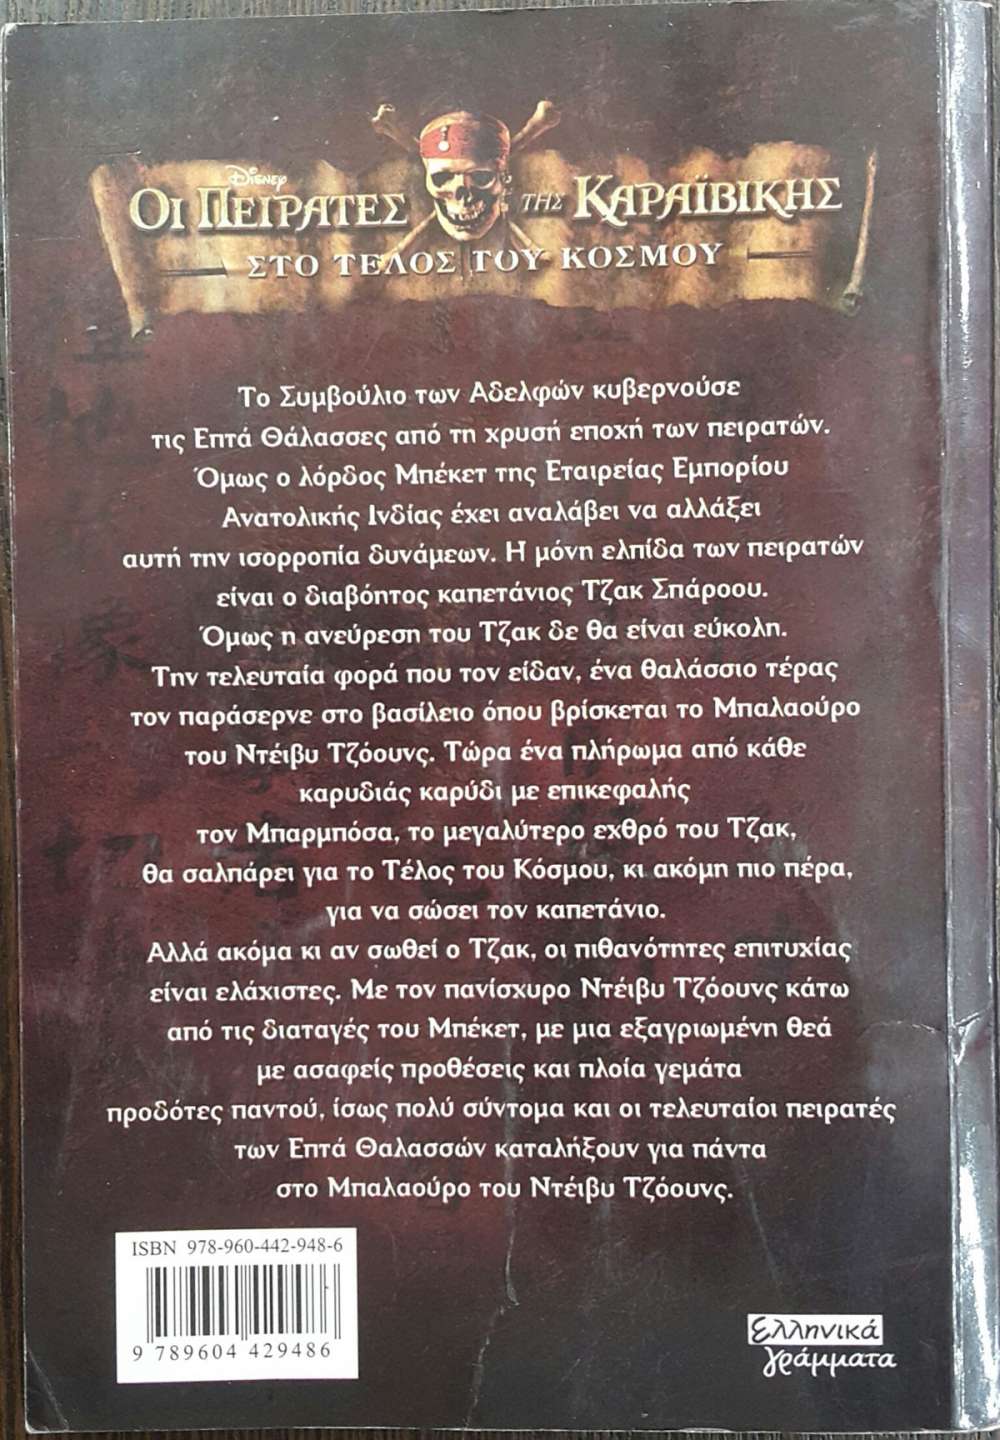 Disney
ΟΙ ΠΕΙΡΑΤΕΣ ΤΗΣ ΚΑΡΑΪΒΙΚΗΣ
ΣΤΟ ΤΕΛΟΣ ΤΟΥ ΚΟΣΜΟΥ
Το Συμβούλιο των Αδελφών κυβερνούσε
τις Επτά Θάλασσες από τη χρυσή εποχή των πειρατών.
Όμως ο λόρδος Μπέκετ της Εταιρείας Εμπορίου
Ανατολικής Ινδίας έχει αναλάβει να αλλάξει
αυτή την ισορροπία δυνάμεων. Η μόνη ελπίδα των πειρατών
είναι ο διαβόητος καπετάνιος Τζακ Σπάροου.
Όμως η ανεύρεση του Τζακ δε θα είναι εύκολη.
Την τελευταία φορά που τον είδαν, ένα θαλάσσιο τέρας
τον παράσερνε στο βασίλειο όπου βρίσκεται το Μπαλαούρο
του Ντέιβυ Τζόουνς. Τώρα ένα πλήρωμα από κάθε
καρυδιάς καρύδι με επικεφαλής
τον Μπαρμπόσα, το μεγαλύτερο εχθρό του Τζακ,
θα σαλπάρει για το Τέλος του Κόσμου, κι ακόμη πιο πέρα,
για να σώσει τον καπετάνιο.
Αλλά ακόμα κι αν σωθεί ο Τζακ, οι πιθανότητες επιτυχίας
είναι ελάχιστες. Με τον πανίσχυρο Ντέιβυ Τζόουνς κάτω
από τις διαταγές του Μπέκετ, με μια εξαγριωμένη θεά
με ασαφείς προθέσεις και πλοία γεμάτα
προδότες παντού, ίσως πολύ σύντομα και οι τελευταίοι πειρατές
των Επτά Θαλασσών καταλήξουν για πάντα
στο Μπαλαούρο του Ντέιβυ Τζόουνς.
ISBN 978-960-442-948-6
9 789604 429486
ελληνικά
γράμματα